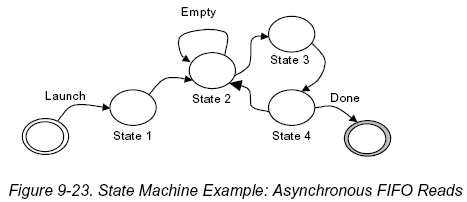 Empty
State 3
Launch
State 2
Done
State 1
State 4
Figure 9-23. State Machine Example: Asynchronous FIFO Reads